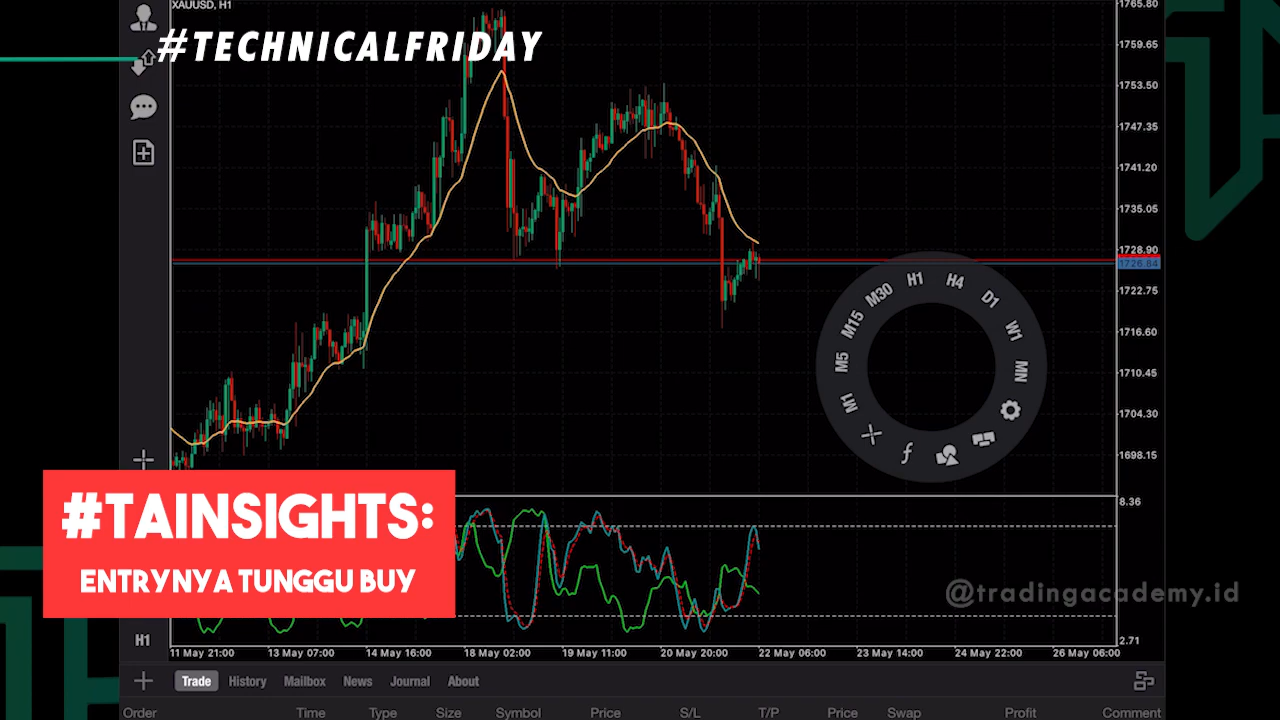 XAUUSD, H1
#TECHNICALFRIDAY
1765.80
1759.65
1753.50
1747.35
1741.20
1735.05
1728.90
1726.84
1722.75
1716.60
1710.45
1704.30
1698.15
M1
M5
M15
M30
H1
H4
D1
W1
MN
f
#TAINSIGHTS:
ENTRYNYA TUNGGU BUY
8.36
@tradingacademy.id
2.71
H1
11 May 21:00 13 May 07:00 14 May 16:00 18 May 02:00 19 May 11:00 20 May 20:00 22 May 06:00 23 May 14:00 24 May 22:00 26 May 06:00
Trade History Mailbox News Journal About
Order Time Type Size Symbol Price S/L T/P Price Swap Profit Comment